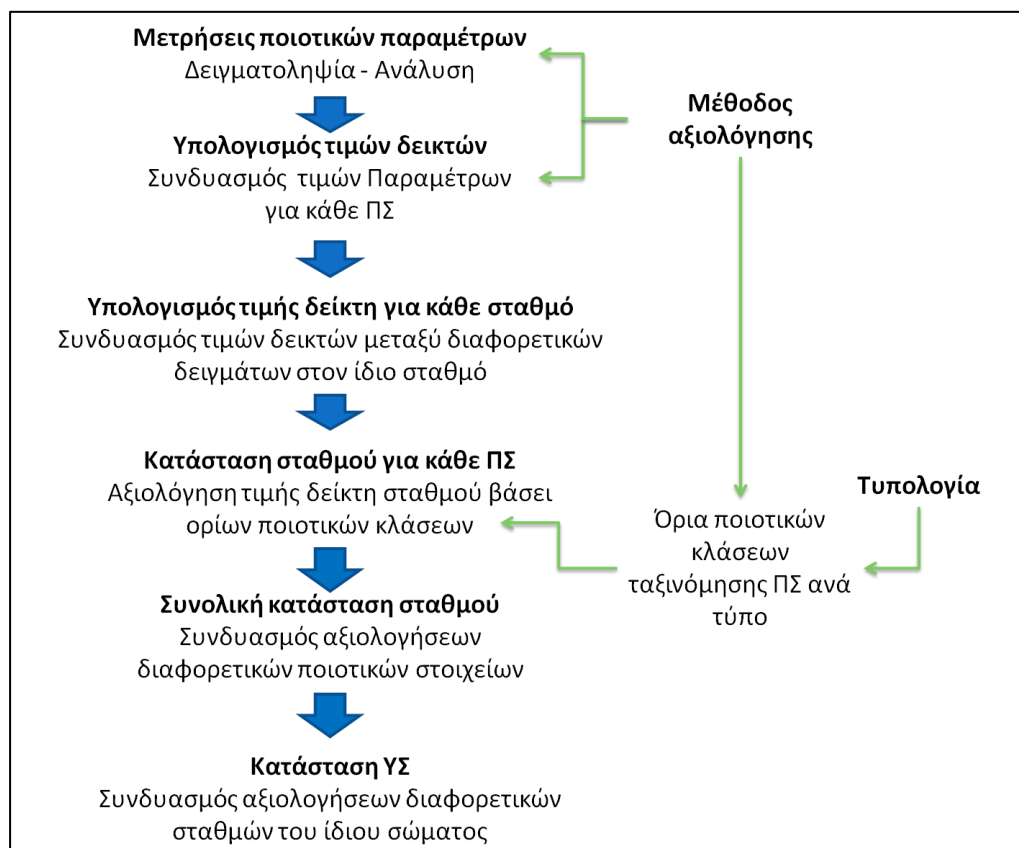 Μετρήσεις ποιοτικών παραμέτρων
Δειγματοληψία - Ανάλυση
Υπολογισμός τιμών δεικτών
Συνδυασμός τιμών Παραμέτρων
για κάθε ΠΣ
Υπολογισμός τιμής δείκτη για κάθε σταθμό
Συνδυασμός τιμών δεικτών μεταξύ διαφορετικών
δειγμάτων στον ίδιο σταθμό
Κατάσταση σταθμού για κάθε ΠΣ
Αξιολόγηση τιμής δείκτη σταθμού βάσει
ορίων ποιοτικών κλάσεων
Συνολική κατάσταση σταθμού
Συνδυασμός αξιολογήσεων
διαφορετικών ποιοτικών στοιχείων
Κατάσταση ΥΣ
Συνδυασμός αξιολογήσεων διαφορετικών
σταθμών του ίδιου σώματος
Μέθοδος
αξιολόγησης
Τυπολογία
Όρια ποιοτικών
κλάσεων
ταξινόμησης ΠΣ ανά
τύπο